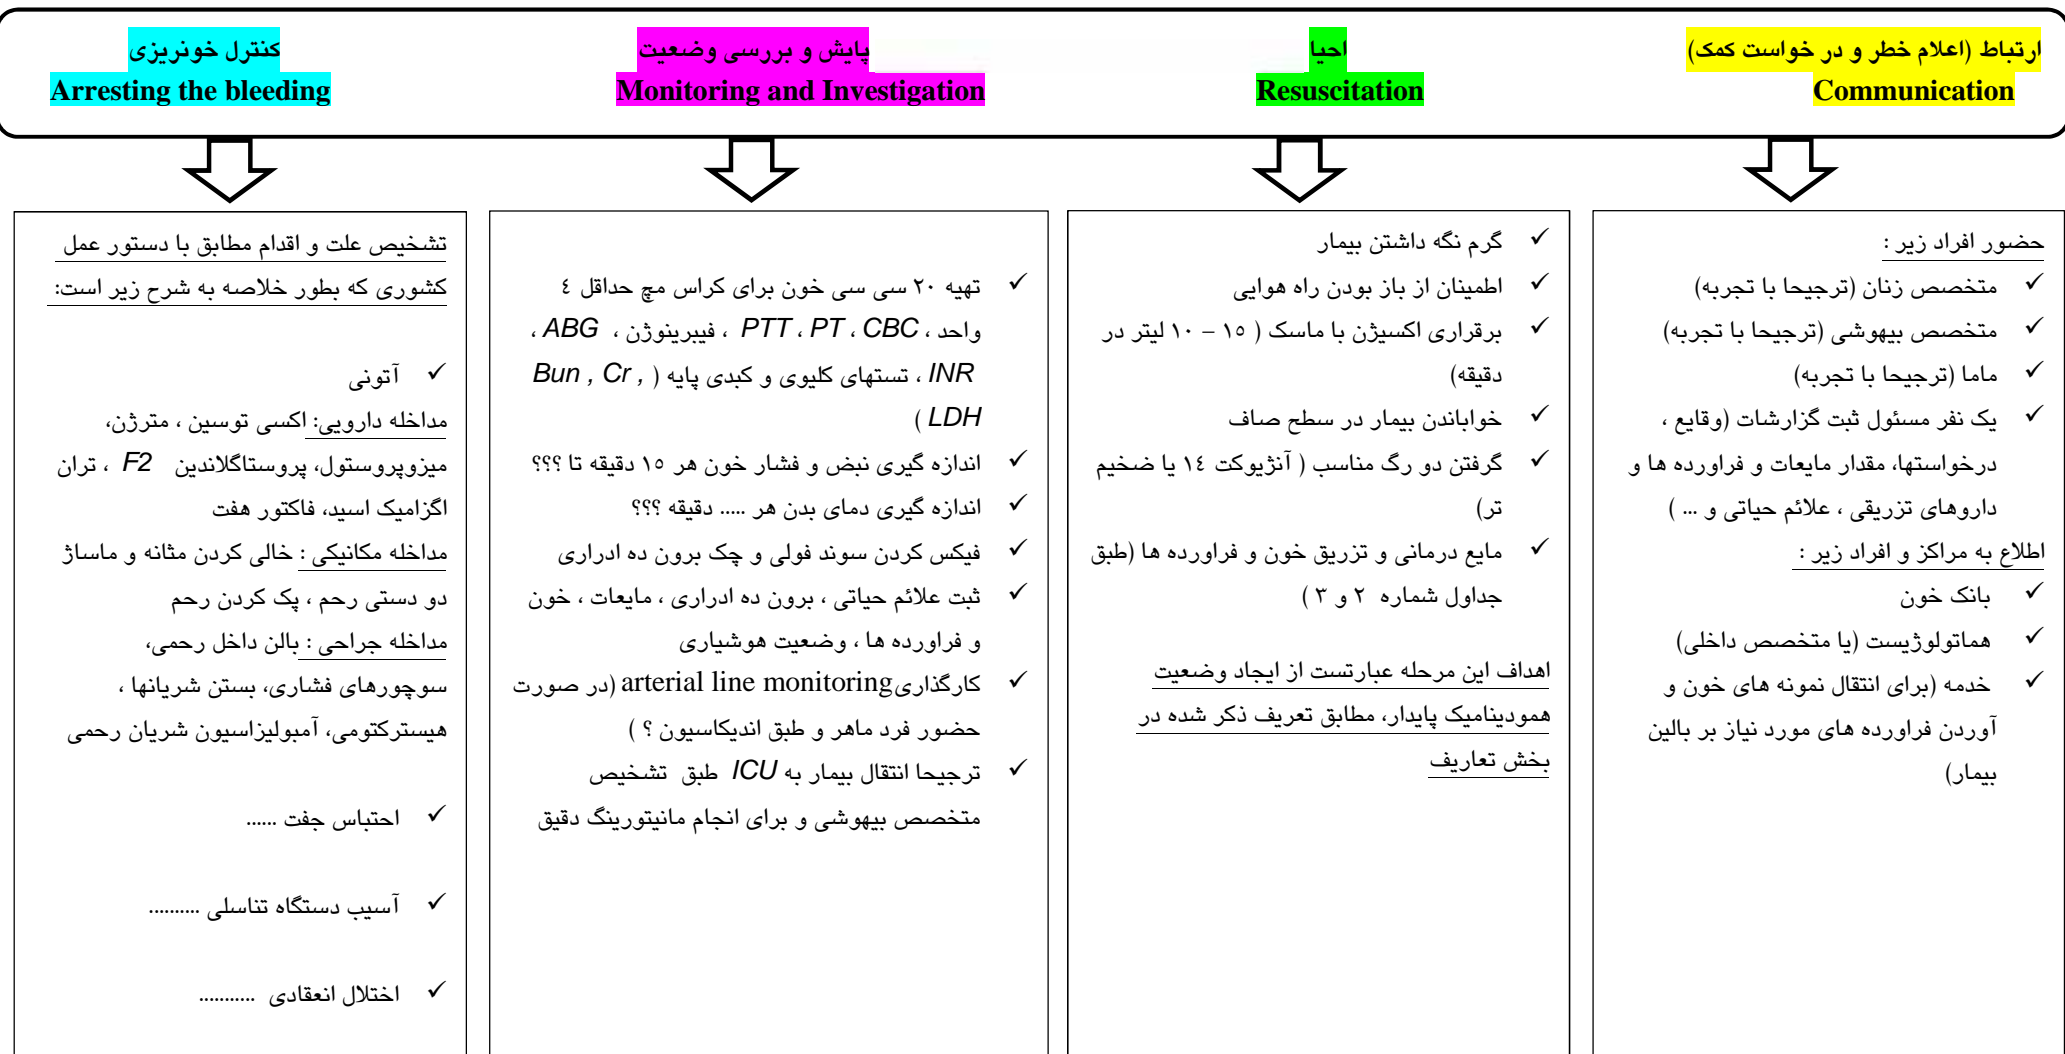 ارتباط (اعلام خطر و در خواست کمک)
Communication
احیا
Resuscitation
پایش و بررسی وضعیت
Monitoring and Investigation
کنترل خونریزی
Arresting the bleeding
حضور افراد زیر :
✓ متخصص زنان (ترجیحا با تجربه)
✓ متخصص بیهوشی (ترجیحا با تجربه)
✓ ماما (ترجیحا با تجربه)
✓ یک نفر مسئول ثبت گزارشات (وقایع ،
درخواستها، مقدار مایعات و فراورده ها و
داروهای تزریقی ، علائم حیاتی و ... )
اطلاع به مراکز و افراد زیر :
✓ بانک خون
✓ هماتولوژیست (یا متخصص داخلی)
✓ خدمه (برای انتقال نمونه های خون و
آوردن فراورده های مورد نیاز بر بالین
بیمار)
✓ گرم نگه داشتن بیمار
✓ اطمینان از باز بودن راه هوایی
✓ برقراری اکسیژن با ماسک ( ۱۵ – ۱۰ لیتر در
دقیقه)
✓ خواباندن بیمار در سطح صاف
✓ گرفتن دو رگ مناسب ( آنژیوکت ۱٤ یا ضخیم
تر)
✓ مایع درمانی و تزریق خون و فراورده ها (طبق
جداول شماره ۲ و ۳ )
اهداف این مرحله عبارتست از ایجاد وضعیت
همودینامیک پایدار، مطابق تعریف ذکر شده در
بخش تعاریف
✓ تهیه ۲۰ سی سی خون برای کراس مچ حداقل ٤
واحد ، CBC ، PT ، PTT ، فیبرینوژن ، ABG ،
INR ، تستهای کلیوی و کبدی پایه ( Bun , Cr ,
LDH )
✓ اندازه گیری نبض و فشار خون هر ۱۵ دقیقه تا ؟؟؟
✓ اندازه گیری دمای بدن هر ..... دقیقه ؟؟؟
✓ فیکس کردن سوند فولی و چک برون ده ادراری
✓ ثبت علائم حیاتی ، برون ده ادراری ، مایعات ، خون
و فراورده ها ، وضعیت هوشیاری
✓ کارگذاری arterial line monitoring (در صورت
حضور فرد ماهر و طبق اندیکاسیون ؟ )
✓ ترجیحا انتقال بیمار به ICU طبق تشخیص
متخصص بیهوشی و برای انجام مانیتورینگ دقیق
تشخیص علت و اقدام مطابق با دستور عمل
کشوری که بطور خلاصه به شرح زیر است:
✓ آتونی
مداخله دارویی: اکسی توسین ، مترژن،
میزوپروستول، پروستاگلاندین F2 ، تران
اگزامیک اسید، فاکتور هفت
مداخله مکانیکی : خالی کردن مثانه و ماساژ
دو دستی رحم ، پک کردن رحم
مداخله جراحی : بالن داخل رحمی،
سوچورهای فشاری، بستن شریانها ،
هیسترکتومی، آمبولیزاسیون شریان رحمی
✓ احتباس جفت ......
✓ آسیب دستگاه تناسلی ..........
✓ اختلال انعقادی ...........